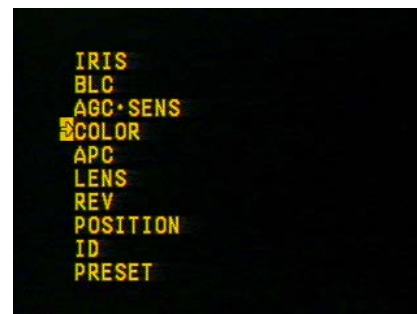 IRIS
BLC
AGC·SENS
COLOR
APC
LENS
REV
POSITION
ID
PRESET